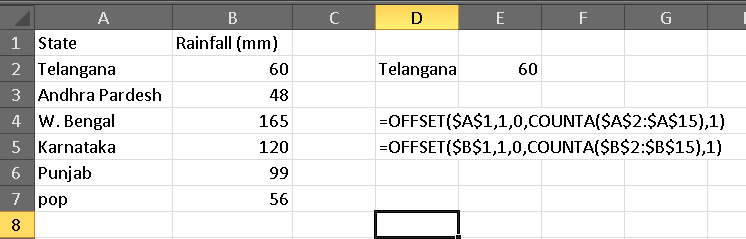 A B C D E F G
1 State Rainfall (mm)
2 Telangana 60 Telangana 60
3 Andhra Pardesh 48
4 W. Bengal 165 =OFFSET($A$1,1,0,COUNTA($A$2:$A$15),1)
5 Karnataka 120 =OFFSET($B$1,1,0,COUNTA($B$2:$B$15),1)
6 Punjab 99
7 pop 56
8